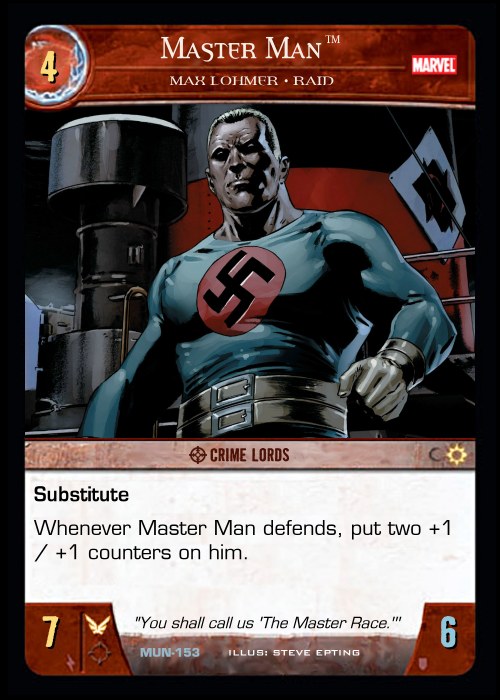 4
MASTER MAN™
MARVEL
MAX LOHMER • RAID
CRIME LORDS
Substitute
Whenever Master Man defends, put two +1
/ +1 counters on him.
7
"You shall call us 'The Master Race.'"
6
MUN-153 ILLUS: STEVE EPTING